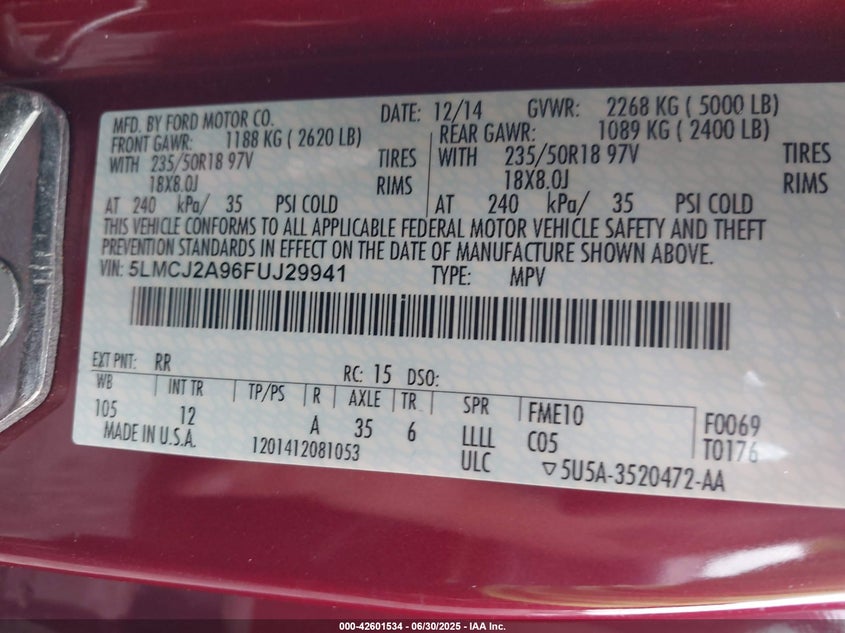 MFD. BY FORD MOTOR CO. DATE: 12/14 GVWR: 2268 KG ( 5000 LB)
FRONT GAWR: 1188 KG ( 2620 LB) REAR GAWR: 1089 KG ( 2400 LB)
WITH 235/50R18 97V TIRES WITH 235/50R18 97V TIRES
18X8.0J RIMS 18X8.0J RIMS
AT 240 kPa/ 35 PSI COLD AT 240 kPa/ 35 PSI COLD
THIS VEHICLE CONFORMS TO ALL APPLICABLE FEDERAL MOTOR VEHICLE SAFETY AND THEFT
PREVENTION STANDARDS IN EFFECT ON THE DATE OF MANUFACTURE SHOWN ABOVE.
VIN: 5LMCJ2A96FUJ29941 TYPE: MPV
EXT PNT: RR RC: 15 DSO:
WB INT TR TP/PS R AXLE TR SPR FME10 F0069
105 12 A 35 6 LLLL C05 T0176
MADE IN U.S.A. 1201412081053 ULC ▽5U5A-3520472-AA
000-42601534 - 06/30/2025 - IAA Inc.